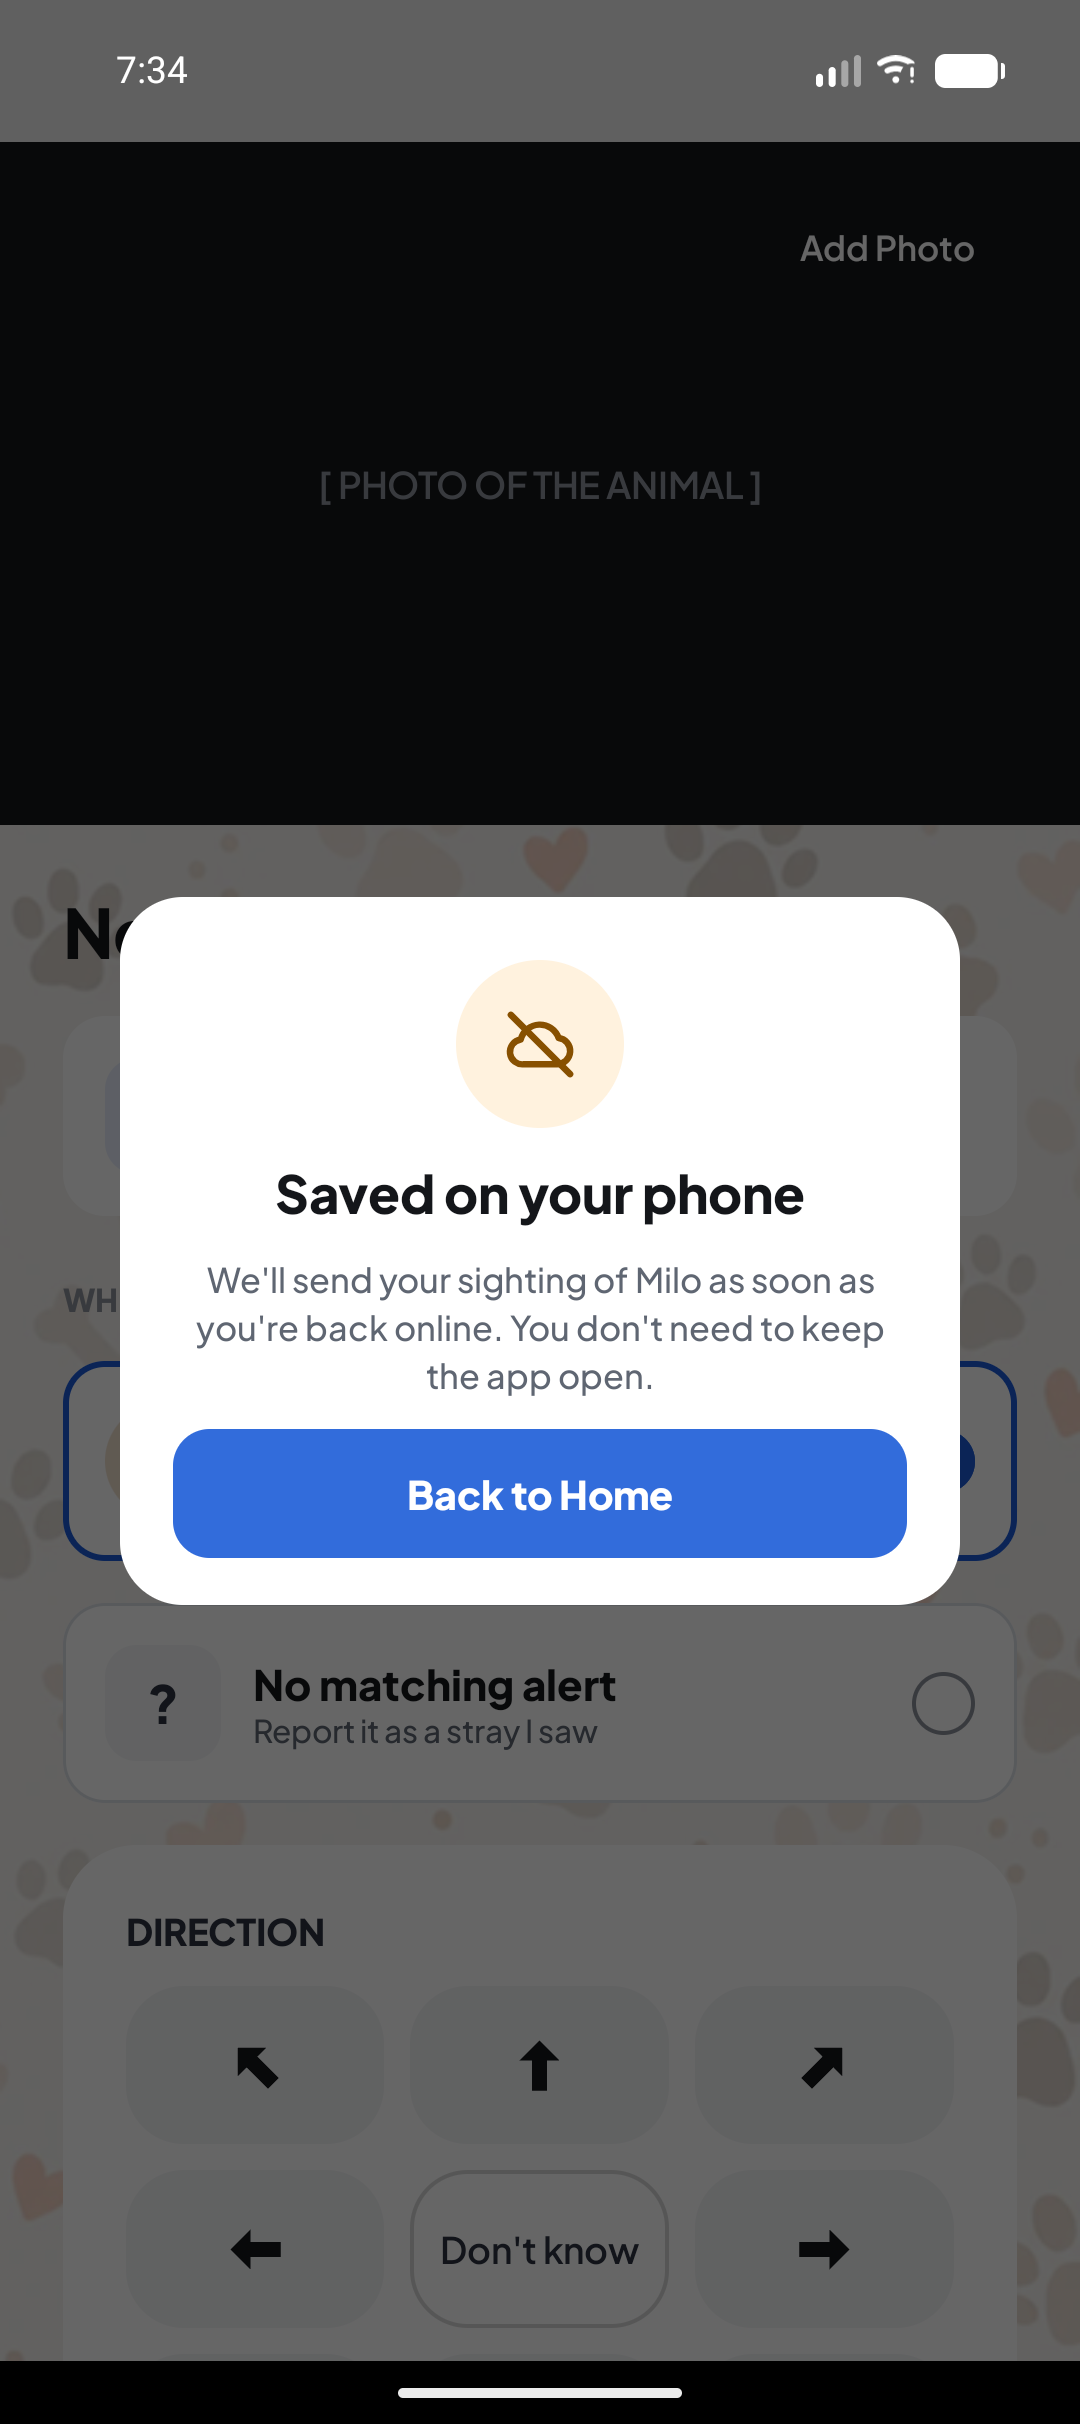 7:34
Add Photo
[ PHOTO OF THE ANIMAL ]
Saved on your phone
We'll send your sighting of Milo as soon as
you're back online. You don't need to keep
the app open.
Back to Home
?
No matching alert
Report it as a stray I saw
DIRECTION
Don't know